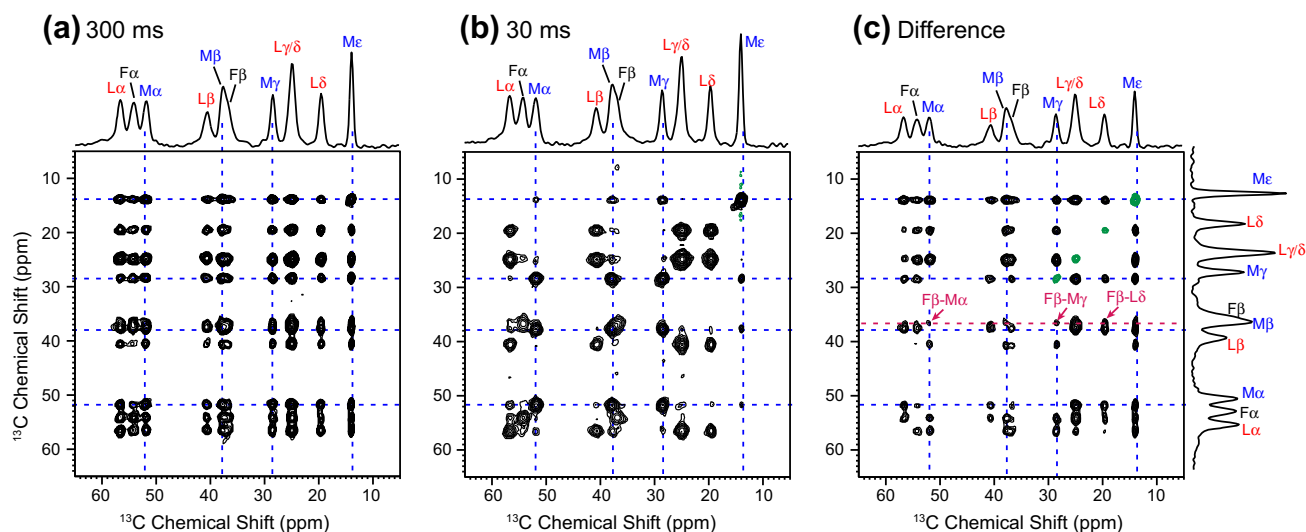 (a) 300 ms
Lα Fα Mα Lβ Mβ Fβ Mγ Lγ/δ Lδ Mε
10
20
30
40
50
60
¹³C Chemical Shift (ppm)
60 50 40 30 20 10
¹³C Chemical Shift (ppm)
(b) 30 ms
Lα Fα Mα Lβ Mβ Fβ Mγ Lγ/δ Lδ Mε
10
20
30
40
50
60
60 50 40 30 20 10
¹³C Chemical Shift (ppm)
(c) Difference
Lα Fα Mα Lβ Mβ Fβ Mγ Lγ/δ Lδ Mε
10
20
30
40
50
60
Fβ-Mα Fβ-Mγ Fβ-Lδ
60 50 40 30 20 10
¹³C Chemical Shift (ppm)
Mε
Lδ
Lγ/δ
Mγ
Fβ
Mβ
Lβ
Mα
Fα
Lα